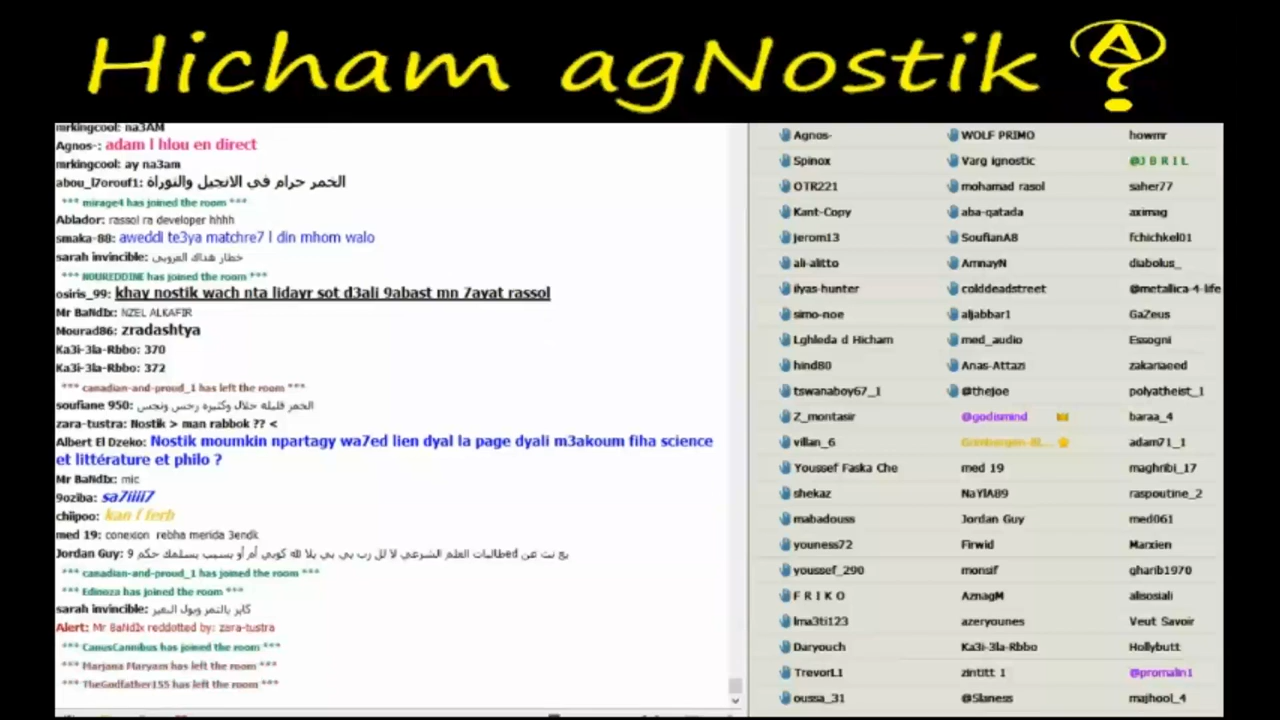 Hicham agNostik
mrkingcool: na3AM
Agnos-: adam l hlou en direct
mrkingcool: ay na3am
abou_l7orouf1: الخمر حرام في الانجيل والتوراة
*** mirage4 has joined the room ***
Ablador: rassol ra developer hhhh
smaka-88: aweddi te3ya matchre7 l din mhom walo
sarah invincible: خطار هناك العروبي
*** NOUREDDINE has joined the room ***
osiris_99: khay nostik wach nta lidayr sot d3ali 9abast mn 7ayat rassol
Mr BaNdIx: NZEL ALKAFIR
Mourad86: zradashtya
Ka3i-3la-Rbbo: 370
Ka3i-3la-Rbbo: 372
*** canadian-and-proud_1 has left the room ***
soufiane 950: الخمر قليله حلال وكثيره رجس ونجس
zara-tustra: Nostik > man rabbok ?? <
Albert El Dzeko: Nostik moumkin npartagy wa7ed lien dyal la page dyali m3akoum fiha science
et littérature et philo ?
Mr BaNdIx: mic
9oziba: sa7iiii7
chiipoo: kan l ferb
med 19: conexion rebha merida 3endk
Jordan Guy:
*** canadian-and-proud_1 has joined the room ***
*** Edinoza has joined the room ***
sarah invincible: كابر بالتمر وبول البعير
Alert: Mr BaNdIx reddotted by: zara-tustra
*** CanusCannibus has joined the room ***
*** Marjana Maryam has left the room ***
*** TheGodfather155 has left the room ***
Agnos- WOLF PRIMO howmr
Spinox Varg ignostic @J B R I L
OTR221 mohamad rasol saher77
Kant-Copy aba-qatada aximag
jerom13 SoufianA8 fchichkel01
ali-alitto AmnayN diabolus_
ilyas-hunter colddeadstreet @metallica-4-life
simo-noe aljabbar1 GaZeus
Lghleda d Hicham med_audio Essogni
hind80 Anas-Attazi zakariaeed
tswanaboy67_1 @thejoe polyatheist_1
Z_montasir @godismind baraa_4
villan_6 adam71_1
Youssef Faska Che med 19 maghribi_17
shekaz NaYlA89 raspoutine_2
mabadouss Jordan Guy med061
youness72 Firwid Marxien
youssef_290 monsif gharib1970
F R I K O AznagM alisosiali
lma3ti123 azeryounes Veut Savoir
Daryouch Ka3i-3la-Rbbo Hollybutt
TrevorL1 zintitt 1 @promalin1
oussa_31 @Slaness majhool_4